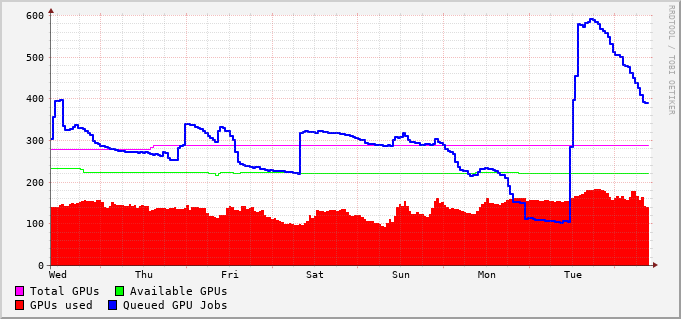 600
500
400
300
200
100
0
Wed Thu Fri Sat Sun Mon Tue
Total GPUs Available GPUs
GPUs used Queued GPU Jobs
RRDTOOL / TOBI OETIKER